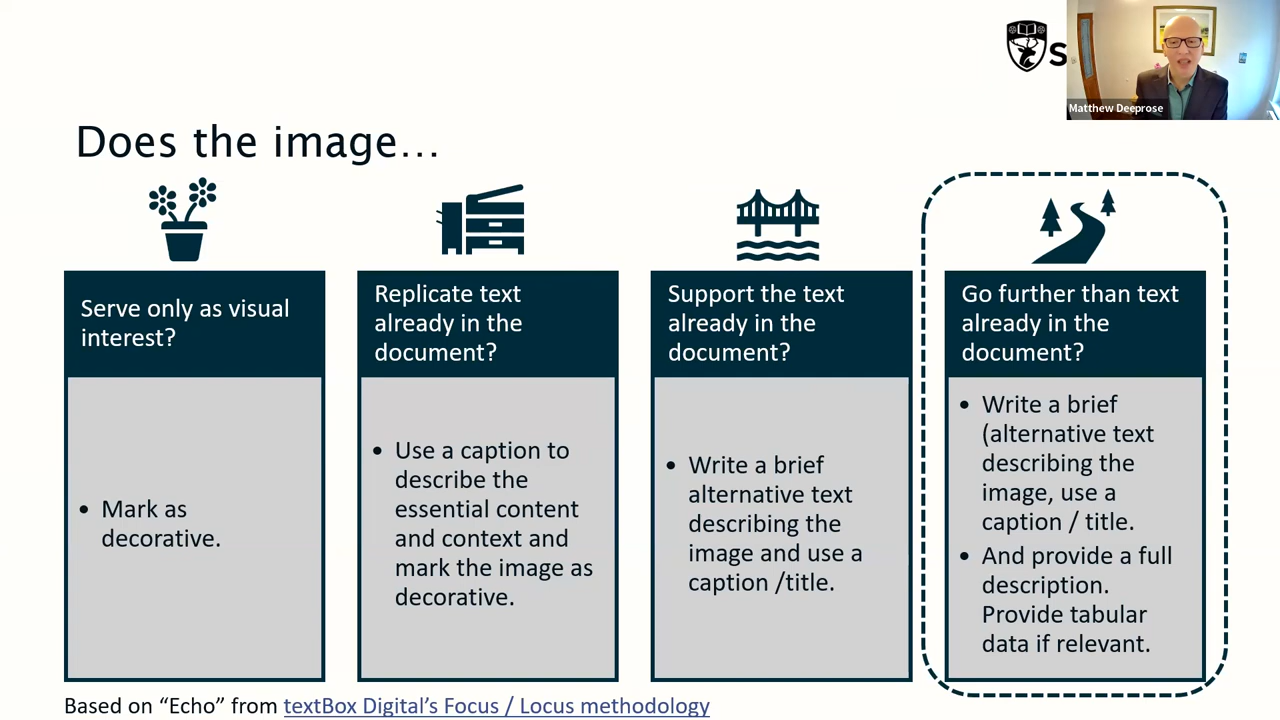 S
Matthew Deeprose
Does the image…
Serve only as visual
interest?
Mark as
decorative.
Replicate text
already in the
document?
Use a caption to
describe the
essential content
and context and
mark the image as
decorative.
Support the text
already in the
document?
Write a brief
alternative text
describing the
image and use a
caption /title.
Go further than text
already in the
document?
Write a brief
(alternative text
describing the
image, use a
caption / title.
And provide a full
description.
Provide tabular
data if relevant.
Based on “Echo” from textBox Digital’s Focus / Locus methodology